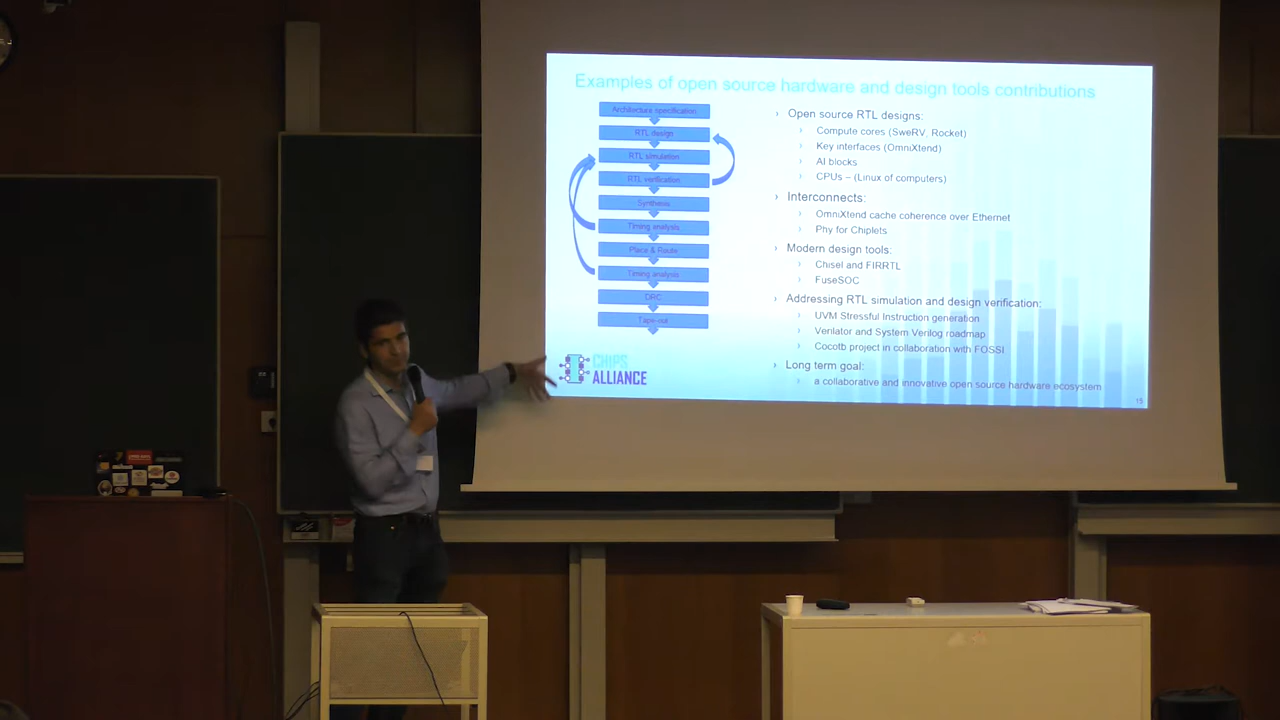 Examples of open source hardware and design tools contributions
Architecture specification
RTL design
RTL simulation
RTL verification
Synthesis
Timing analysis
Place & Route
Timing analysis
DRC
Tape-out
CHIPS
ALLIANCE
› Open source RTL designs:
› Compute cores (SweRV, Rocket)
› Key interfaces (OmniXtend)
› AI blocks
› CPUs – (Linux of computers)
› Interconnects:
› OmniXtend cache coherence over Ethernet
› Phy for Chiplets
› Modern design tools:
› Chisel and FIRRTL
› FuseSOC
› Addressing RTL simulation and design verification:
› UVM Stressful Instruction generation
› Verilator and System Verilog roadmap
› Cocotb project in collaboration with FOSSI
› Long term goal:
› a collaborative and innovative open source hardware ecosystem
15